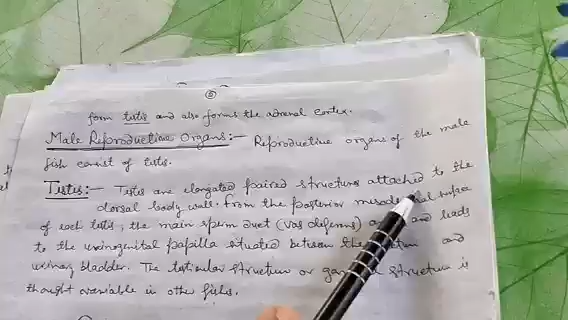 ②
form testis and also forms the adrenal cortex.
Male Reproductive Organs:- Reproductive organs of the male
fish consist of testis.
Testes:- Testes are elongated paired structures attached to the
dorsal body wall. From the posterior
of each testis, the main sperm duct (vas deferens) and leads
to the urinogenital papilla situated between the and
urinary bladder. The testicular structure or structure is
thought variable in other fishes.